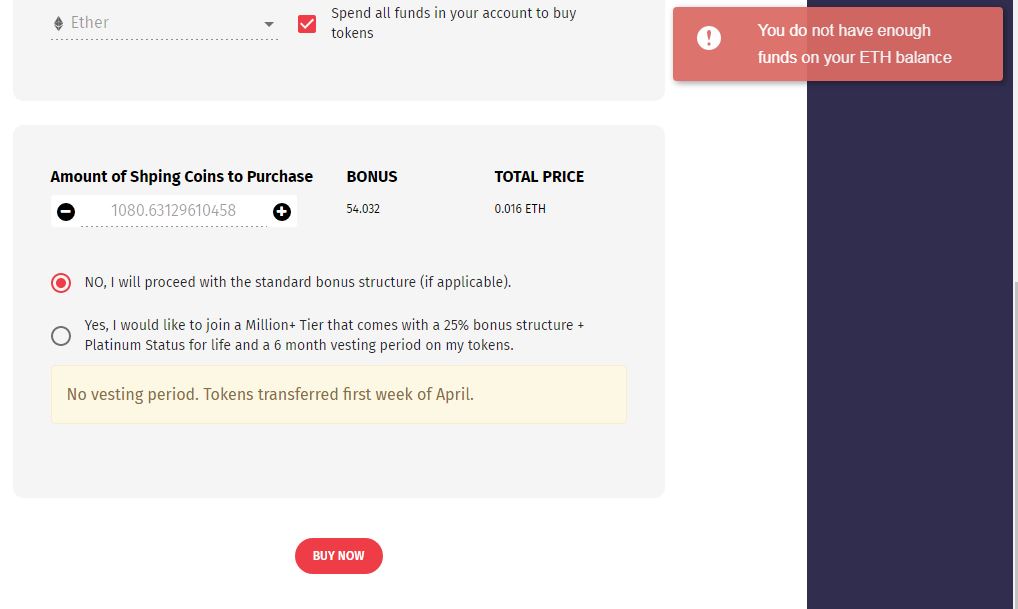 Ether
Spend all funds in your account to buy
tokens
You do not have enough
funds on your ETH balance
Amount of Shping Coins to Purchase
BONUS
TOTAL PRICE
1080.63129610458
54.032
0.016 ETH
NO, I will proceed with the standard bonus structure (if applicable).
Yes, I would like to join a Million+ Tier that comes with a 25% bonus structure +
Platinum Status for life and a 6 month vesting period on my tokens.
No vesting period. Tokens transferred first week of April.
BUY NOW